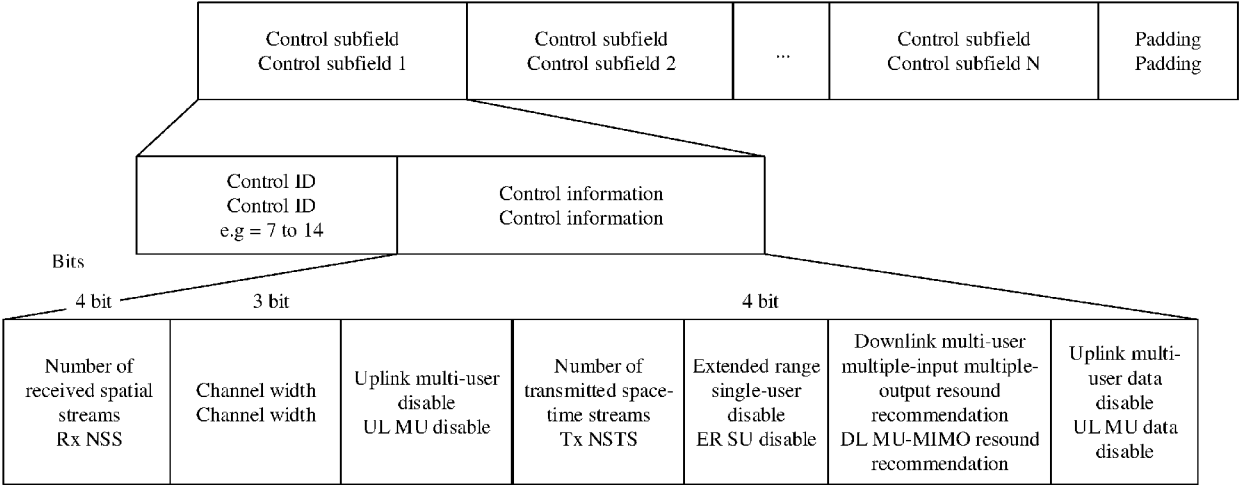 Control subfield
Control subfield 1
Control subfield
Control subfield 2
...
Control subfield
Control subfield N
Padding
Padding
Control ID
Control ID
e.g = 7 to 14
Control information
Control information
Bits
4 bit
3 bit
4 bit
Number of
received spatial
streams
Rx NSS
Channel width
Channel width
Uplink multi-user
disable
UL MU disable
Number of
transmitted space-
time streams
Tx NSTS
Extended range
single-user
disable
ER SU disable
Downlink multi-user
multiple-input multiple-
output resound
recommendation
DL MU-MIMO resound
recommendation
Uplink multi-
user data
disable
UL MU data
disable